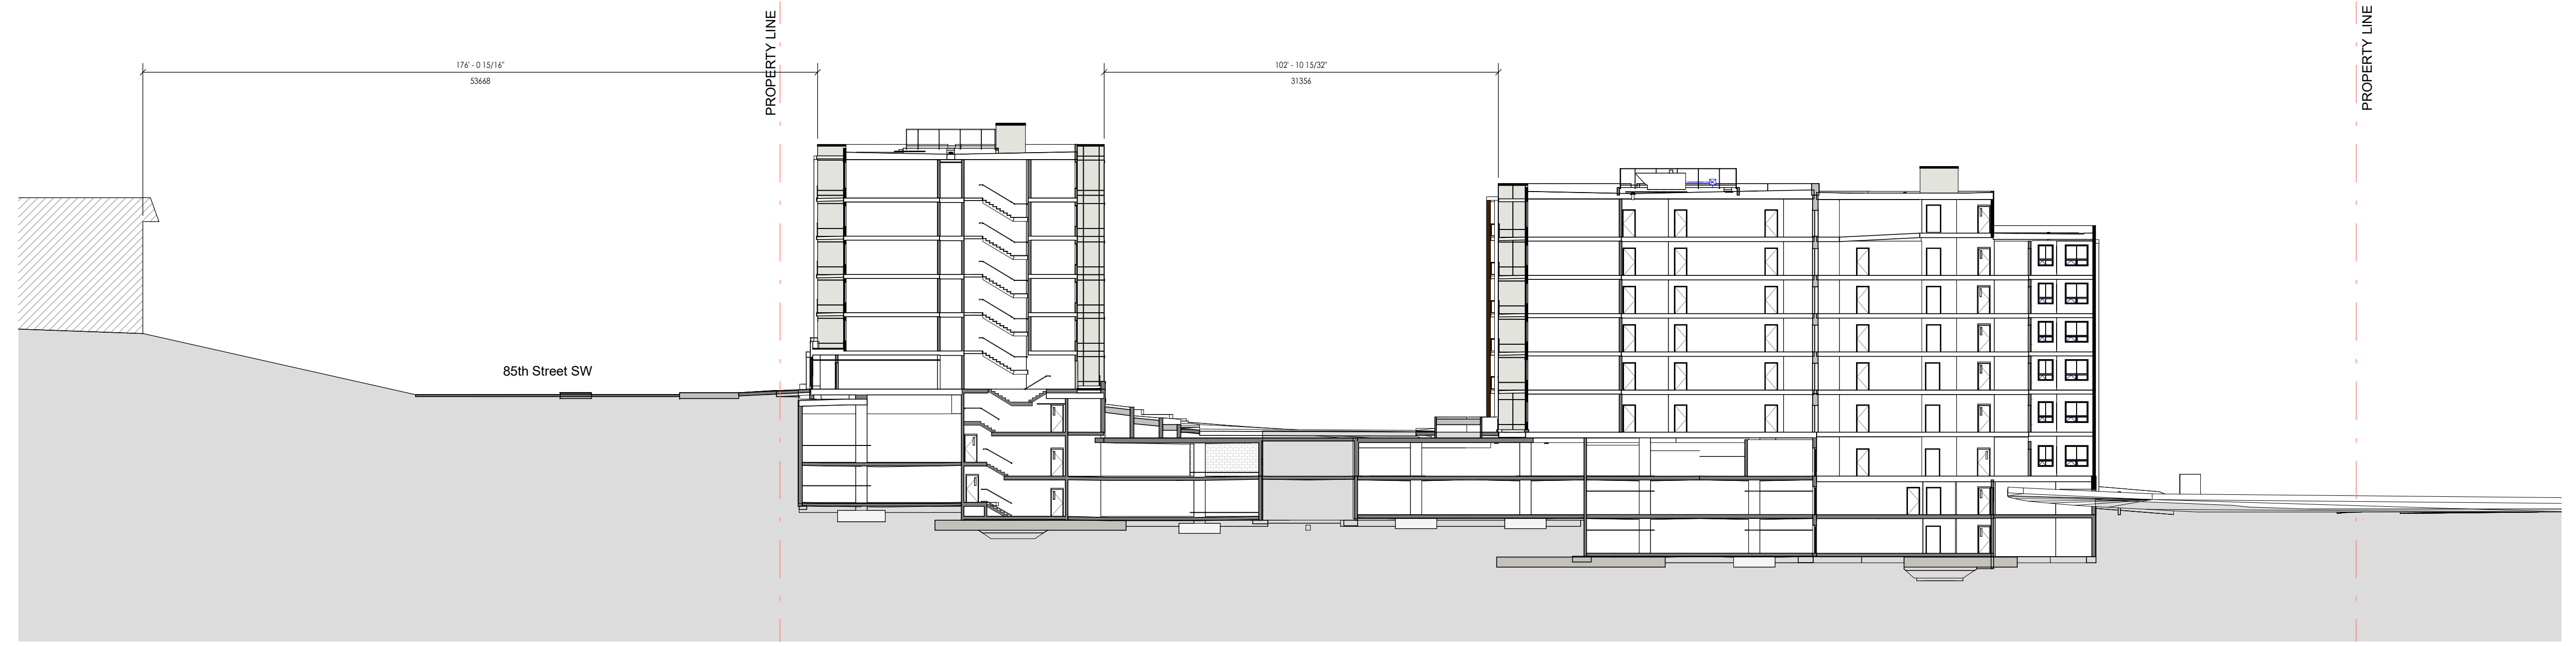 PROPERTY LINE
PROPERTY LINE
176' - 0 15/16"
53668
102' - 10 15/32"
31356
85th Street SW